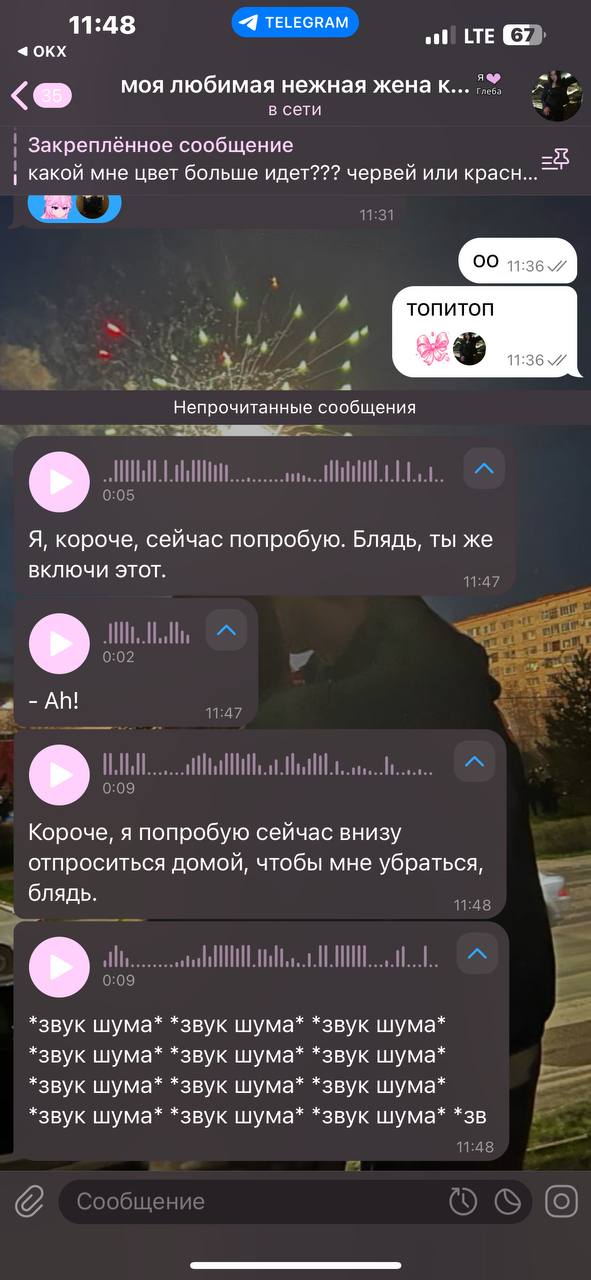 11:48
TELEGRAM
LTE
67
◄ OKX
35
моя любимая нежная жена к...
Я❤
Глеба
в сети
Закреплённое сообщение
какой мне цвет больше идет??? червей или красн...
11:31
оо 11:36
топитоп
11:36
Непрочитанные сообщения
0:05
Я, короче, сейчас попробую. Блядь, ты же
включи этот.
11:47
0:02
- Ah!
11:47
0:09
Короче, я попробую сейчас внизу
отпроситься домой, чтобы мне убраться,
блядь.
11:48
0:09
*звук шума* *звук шума* *звук шума*
*звук шума* *звук шума* *звук шума*
*звук шума* *звук шума* *звук шума*
*звук шума* *звук шума* *звук шума* *зв
11:48
Сообщение